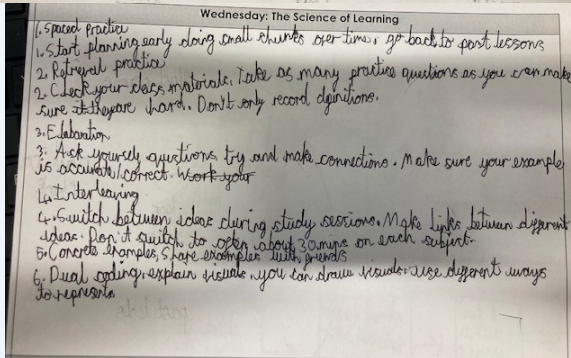 Wednesday: The Science of Learning
1. Spaced practice
1. Start planning early doing small chunks over time, go back to past lessons
2. Retreval practice
2. Check your class materials. Take as many practice questions as you can make
sure they are hard. Don't only record definitions.
3. Elaboration
3. Ask yourself questions try and make connections. Make sure your example
is accurate/correct. Work your
4. Interleaving
4. Switch between ideas during study sessions. Make links between different
ideas. Don't switch to often about 30 mins on each subject.
5. Concrete examples, share examples with friends
6. Dual coding, explain visuals, you can draw visuals. use different ways
to represent